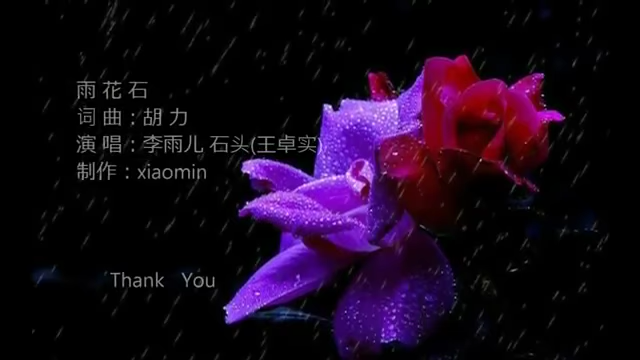 雨 花 石
词 曲：胡 力
演 唱：李雨儿 石头(王卓实)
制作：xiaomin
Thank You